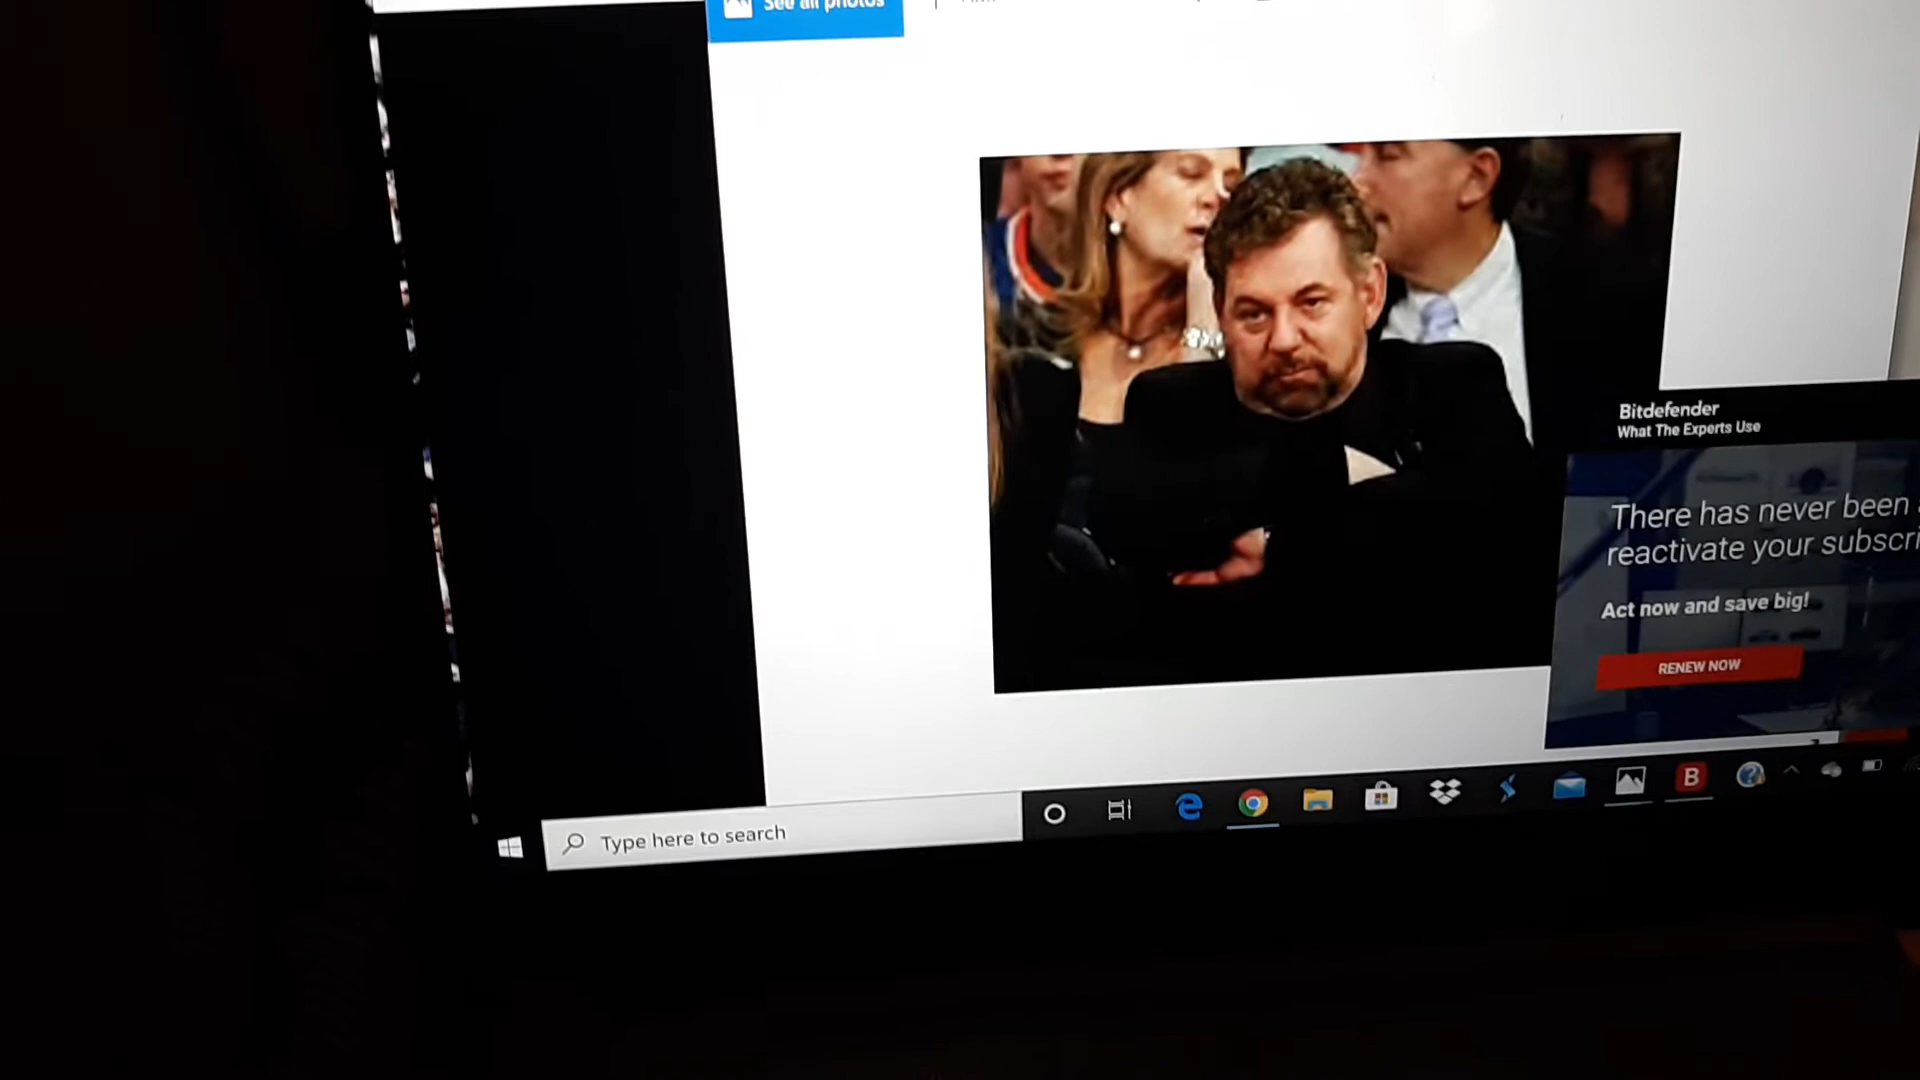 See all photos
Bitdefender
What The Experts Use
There has never been
reactivate your subscri
Act now and save big!
RENEW NOW
Type here to search
B